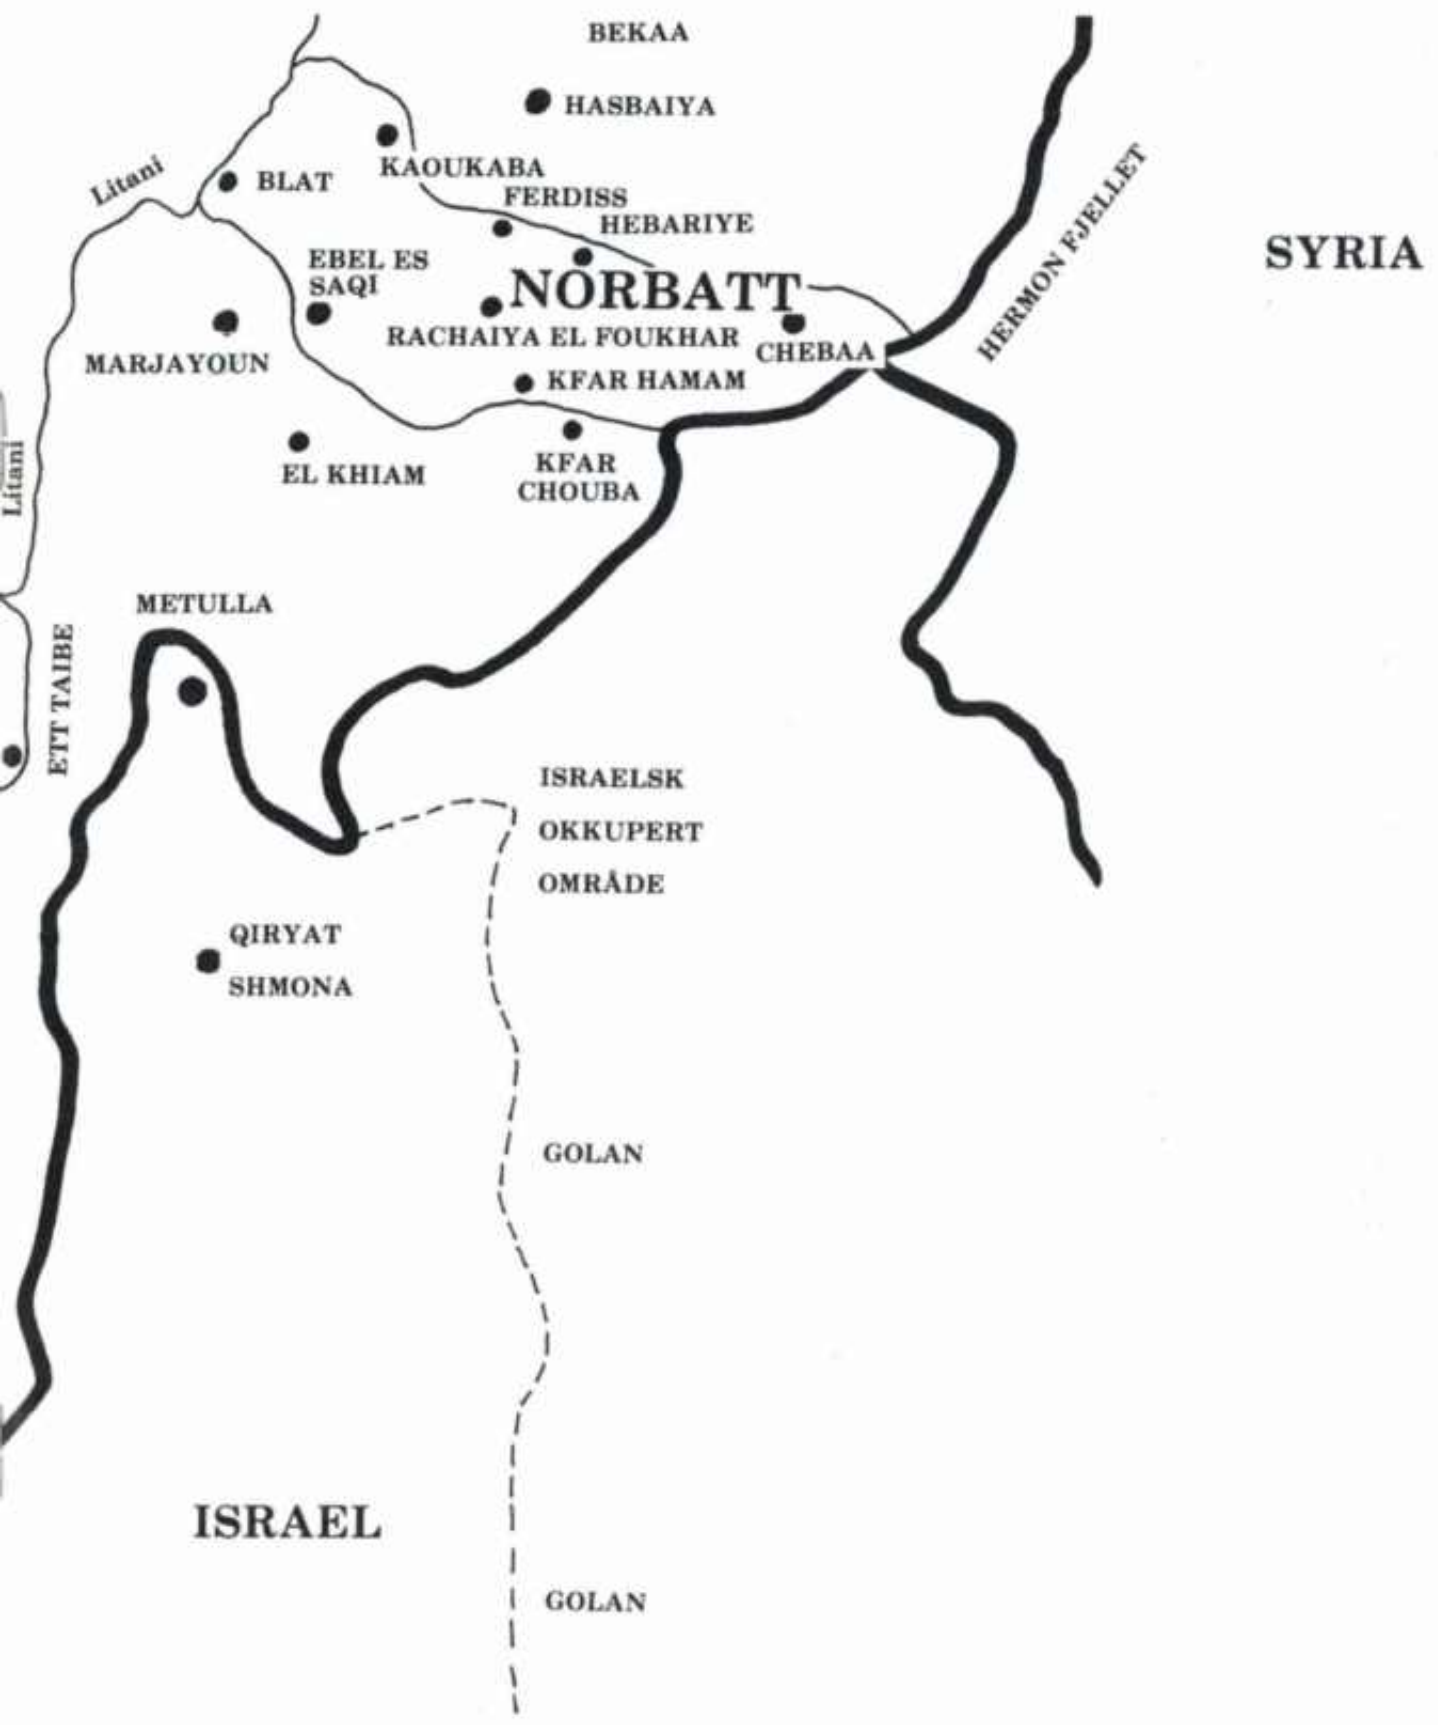 BEKAA
HASBAIYA
KAOUKABA
Litani
BLAT
FERDISS
HEBARIYE
HERMON FJELLET
SYRIA
EBEL ES
SAQI
NORBATT
MARJAYOUN
RACHAIYA EL FOUKHAR
CHEBAA
KFAR HAMAM
Litani
EL KHIAM
KFAR
CHOUBA
METULLA
ETT TAIBE
ISRAELSK
OKKUPERT
OMRÅDE
QIRYAT
SHMONA
GOLAN
ISRAEL
GOLAN